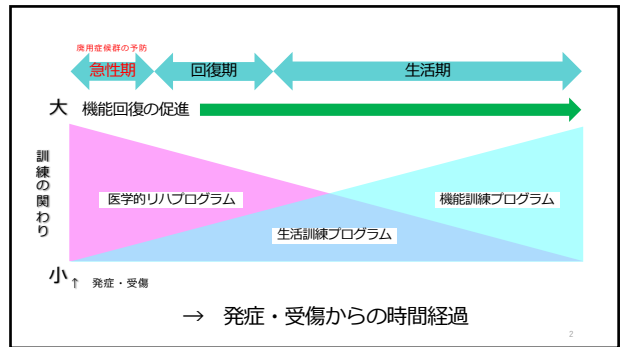 廃用症候群の予防
急性期
回復期
生活期
大
機能回復の促進
訓練の関わり
医学的リハプログラム
機能訓練プログラム
生活訓練プログラム
小
↑ 発症・受傷
→ 発症・受傷からの時間経過
2